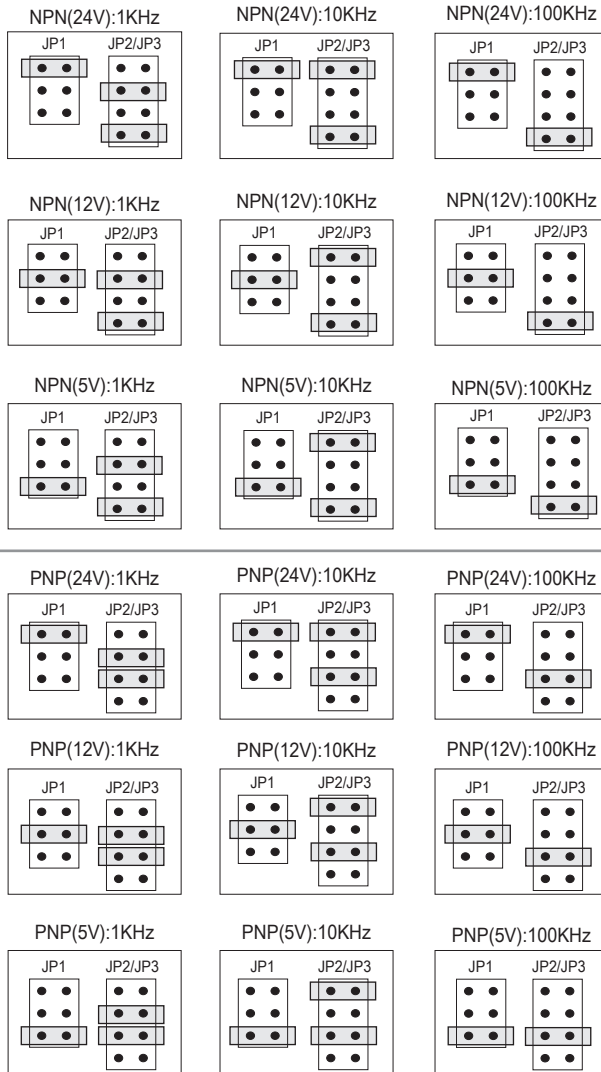 NPN(24V):1KHz NPN(24V):10KHz NPN(24V):100KHz
JP1 JP2/JP3 JP1 JP2/JP3 JP1 JP2/JP3
NPN(12V):1KHz NPN(12V):10KHz NPN(12V):100KHz
JP1 JP2/JP3 JP1 JP2/JP3 JP1 JP2/JP3
NPN(5V):1KHz NPN(5V):10KHz NPN(5V):100KHz
JP1 JP2/JP3 JP1 JP2/JP3 JP1 JP2/JP3
PNP(24V):1KHz PNP(24V):10KHz PNP(24V):100KHz
JP1 JP2/JP3 JP1 JP2/JP3 JP1 JP2/JP3
PNP(12V):1KHz PNP(12V):10KHz PNP(12V):100KHz
JP1 JP2/JP3 JP1 JP2/JP3 JP1 JP2/JP3
PNP(5V):1KHz PNP(5V):10KHz PNP(5V):100KHz
JP1 JP2/JP3 JP1 JP2/JP3 JP1 JP2/JP3